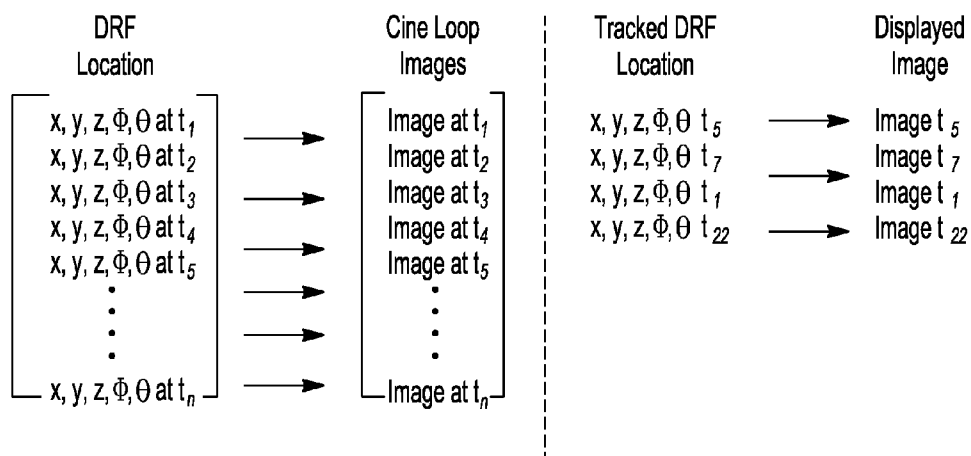 DRF
Location
x, y, z, Φ, θ at t1
x, y, z, Φ, θ at t2
x, y, z, Φ, θ at t3
x, y, z, Φ, θ at t4
x, y, z, Φ, θ at t5
x, y, z, Φ, θ at tn
Cine Loop
Images
Image at t1
Image at t2
Image at t3
Image at t4
Image at t5
Image at tn
Tracked DRF
Location
x, y, z, Φ, Θ t5
x, y, z, Φ, Θ t7
x, y, z, Φ, Θ t1
x, y, z, Φ, Θ t22
Displayed
Image
Image t5
Image t7
Image t1
Image t22